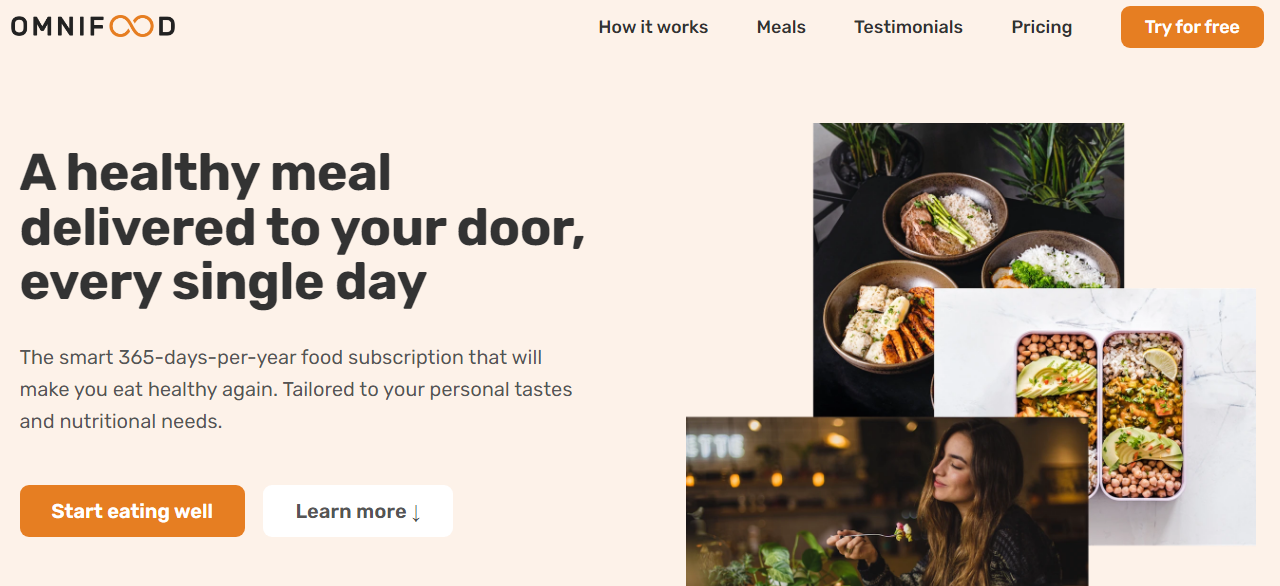 OMNIFOOD
How it works Meals Testimonials Pricing Try for free
A healthy meal
delivered to your door,
every single day
The smart 365-days-per-year food subscription that will
make you eat healthy again. Tailored to your personal tastes
and nutritional needs.
Start eating well Learn more ↓
ETTE